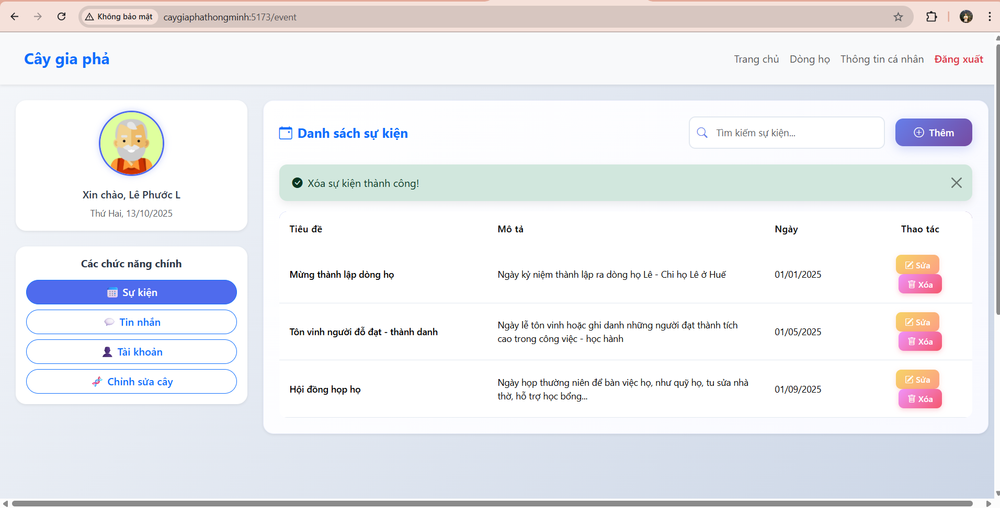 Không bảo mật
caygiaphathongminh:5173/event
Cây gia phả
Trang chủ
Dòng họ
Thông tin cá nhân
Đăng xuất
Xin chào, Lê Phước L
Thứ Hai, 13/10/2025
Các chức năng chính
Sự kiện
Tin nhắn
Tài khoản
Chỉnh sửa cây
Danh sách sự kiện
Tìm kiếm sự kiện...
Thêm
Xóa sự kiện thành công!
Tiêu đề
Mô tả
Ngày
Thao tác
Mừng thành lập dòng họ
Ngày kỷ niệm thành lập ra dòng họ Lê - Chi họ Lê ở Huế
01/01/2025
Sửa
Xóa
Tôn vinh người đỗ đạt - thành danh
Ngày lễ tôn vinh hoặc ghi danh những người đạt thành tích
cao trong công việc - học hành
01/05/2025
Sửa
Xóa
Hội đồng họp họ
Ngày họp thường niên để bàn việc họ, như quỹ họ, tu sửa nhà
thờ, hỗ trợ học bổng...
01/09/2025
Sửa
Xóa